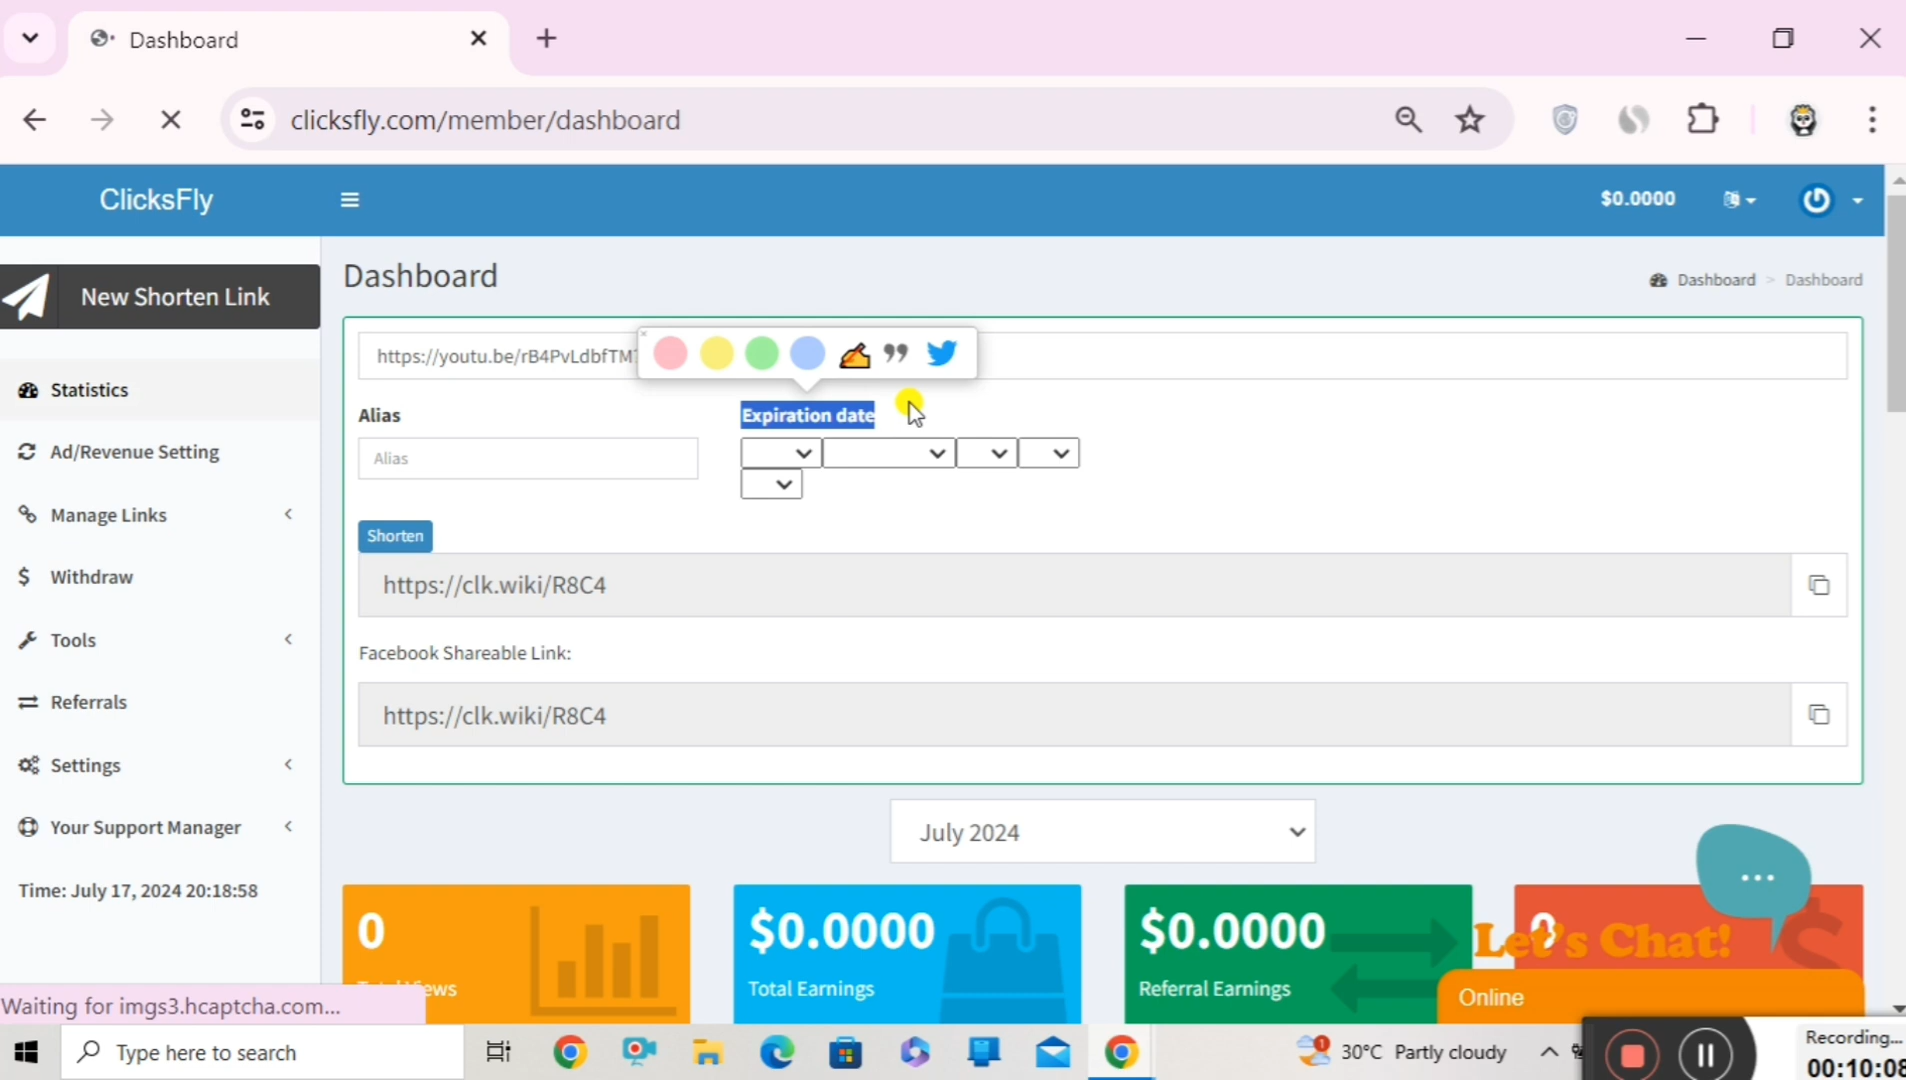 Dashboard
clicksfly.com/member/dashboard
ClicksFly
$0.0000
New Shorten Link
Dashboard
Dashboard > Dashboard
https://youtu.be/rB4PvLdbfTM
Statistics
Alias
Expiration date
Alias
Ad/Revenue Setting
Manage Links
Shorten
https://clk.wiki/R8C4
Withdraw
Tools
Facebook Shareable Link:
https://clk.wiki/R8C4
Referrals
Settings
Your Support Manager
July 2024
Time: July 17, 2024 20:18:58
0
$0.0000
Total Earnings
$0.0000
Referral Earnings
0
Let's Chat!
Online
Waiting for imgs3.hcaptcha.com...
Type here to search
1
30°C Partly cloudy
Recording...
00:10:08